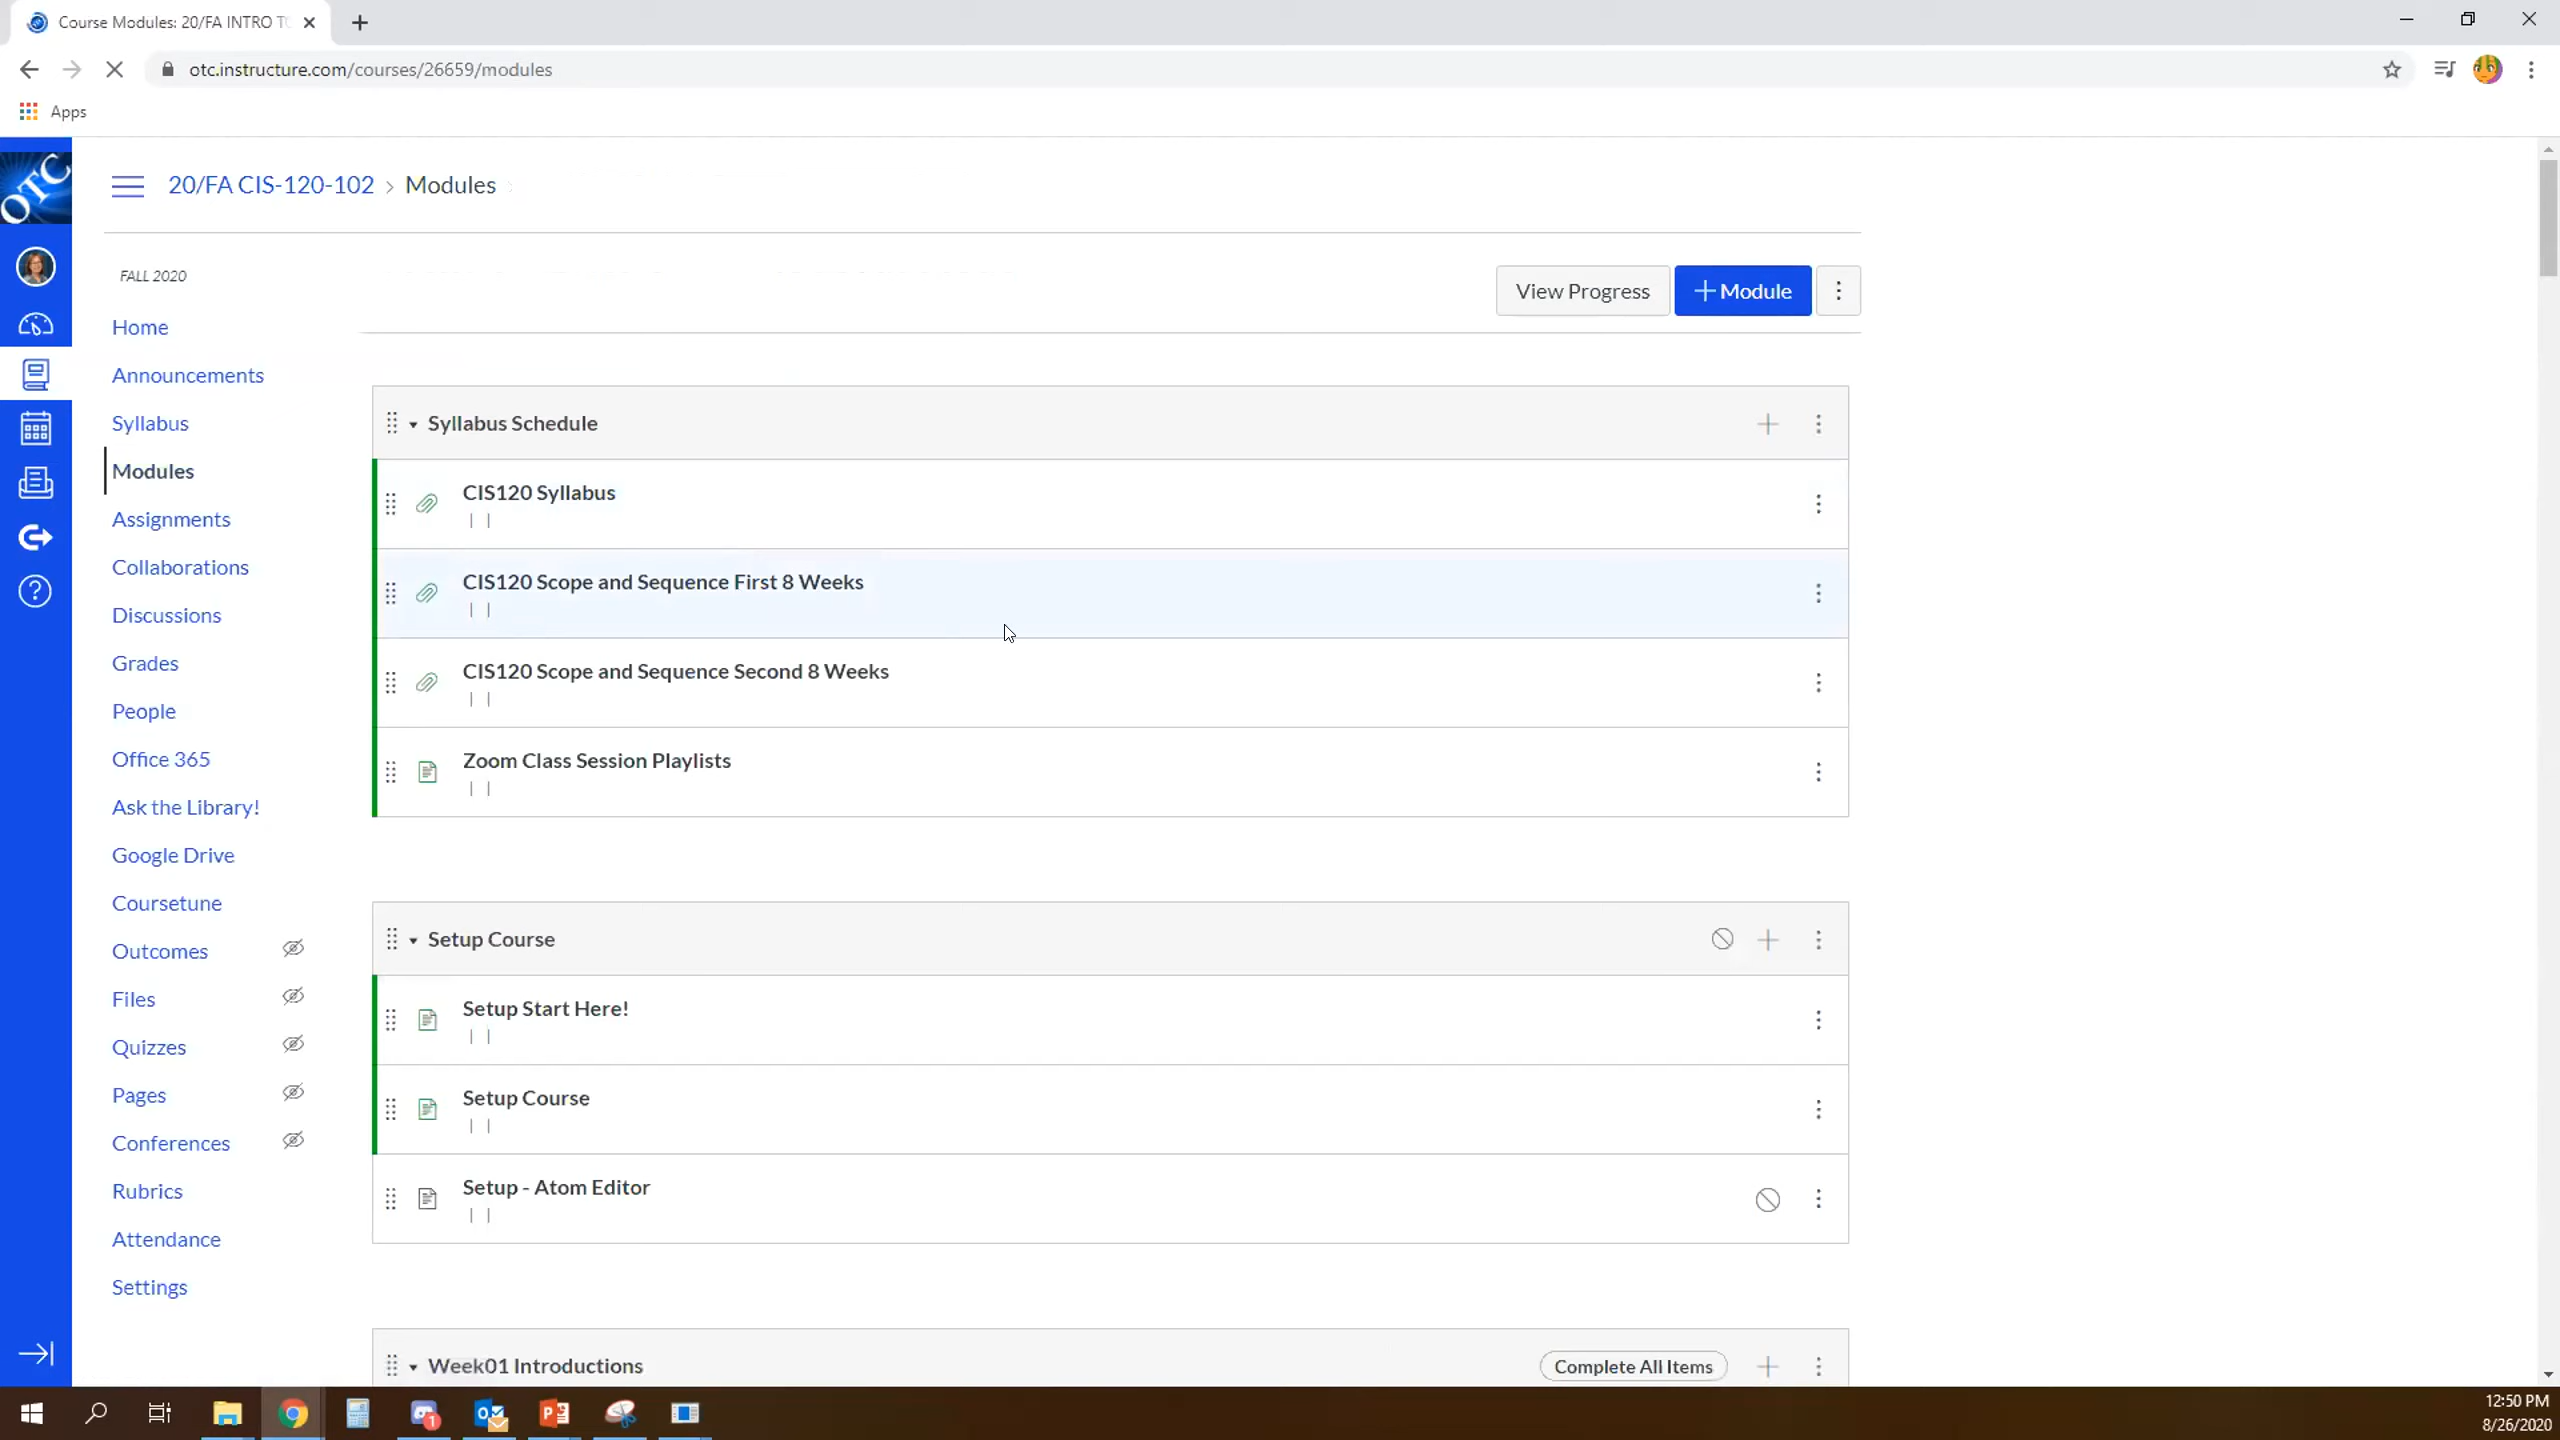 Course Modules: 20/FA INTRO TO
otc.instructure.com/courses/26659/modules
Apps
OTC
20/FA CIS-120-102 > Modules
FALL 2020
View Progress
+ Module
Home
Announcements
Syllabus
Modules
Assignments
Collaborations
Discussions
Grades
People
Office 365
Ask the Library!
Google Drive
Coursetune
Outcomes
Files
Quizzes
Pages
Conferences
Rubrics
Attendance
Settings
Syllabus Schedule
CIS120 Syllabus
| |
CIS120 Scope and Sequence First 8 Weeks
| |
CIS120 Scope and Sequence Second 8 Weeks
| |
Zoom Class Session Playlists
| |
Setup Course
Setup Start Here!
| |
Setup Course
| |
Setup - Atom Editor
| |
Week01 Introductions
Complete All Items
1
12:50 PM
8/26/2020